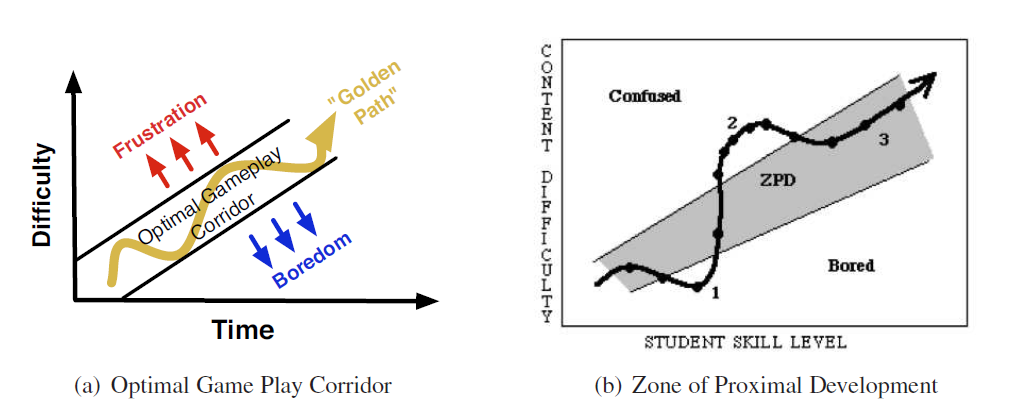 Difficulty
Frustration
"Golden
Path"
Optimal Gameplay
Corridor
Boredom
Time
(a) Optimal Game Play Corridor
CONTENT DIFFICULTY
Confused
2
3
ZPD
Bored
1
STUDENT SKILL LEVEL
(b) Zone of Proximal Development